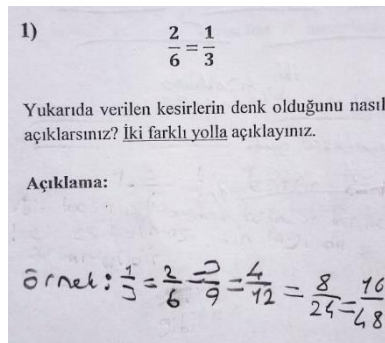 1)
2/6 = 1/3
Yukarıda verilen kesirlerin denk olduğunu nasıl
açıklarsınız? İki farklı yolla açıklayınız.
Açıklama:
örnek: 1/3 = 2/6 = 3/9 = 4/12 = 8/24 = 16/48